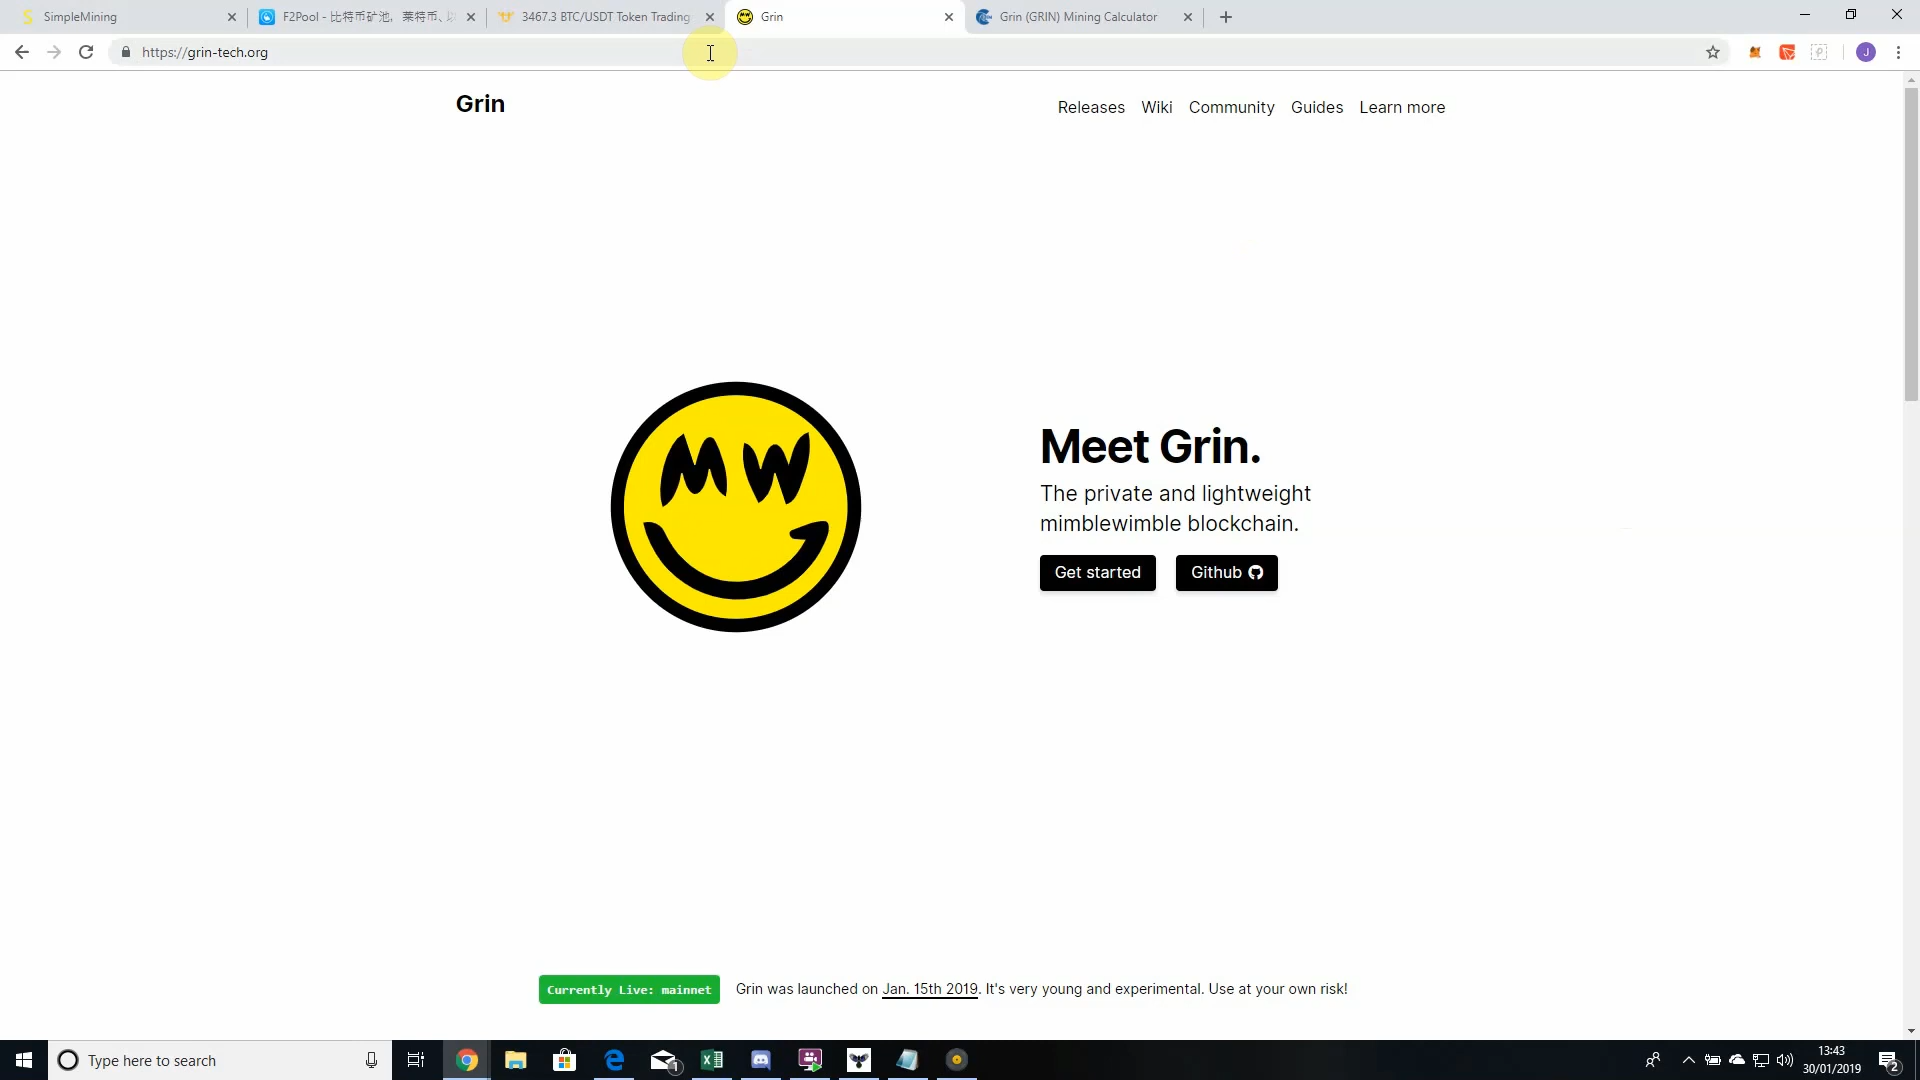 SimpleMining
F2Pool - 比特币矿池, 莱特币、
3467.3 BTC/USDT Token Trading
Grin
Grin (GRIN) Mining Calculator
https://grin-tech.org
J
Grin
Releases Wiki Community Guides Learn more
MW
Meet Grin.
The private and lightweight
mimblewimble blockchain.
Get started
Github
Currently Live: mainnet
Grin was launched on Jan. 15th 2019. It's very young and experimental. Use at your own risk!
Type here to search
1
13:43
30/01/2019
2